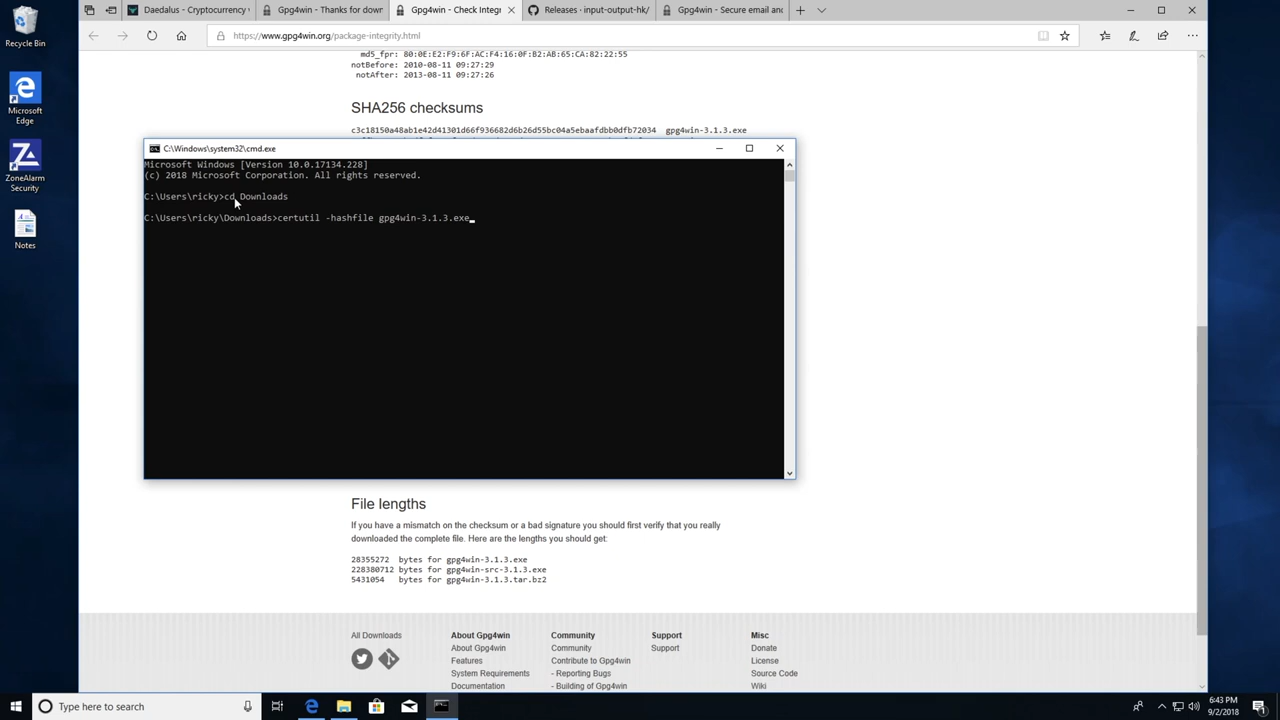 Recycle Bin
Microsoft Edge
ZoneAlarm Security
Notes
Daedalus - Cryptocurrency
Gpg4win - Thanks for down
Gpg4win - Check Integr
Releases · input-output-hk/
Gpg4win - Secure email and
https://www.gpg4win.org/package-integrity.html
md5_fpr: 80:0E:E2:F9:6F:AC:F4:16:0F:B2:AB:65:CA:82:22:55
notBefore: 2010-08-11 09:27:29
notAfter: 2013-08-11 09:27:26
SHA256 checksums
c3c18150a48ab1e42d41301d66f936682d6b26d55bc04a5ebaafdbb0dfb72034 gpg4win-3.1.3.exe
C:\Windows\system32\cmd.exe
Microsoft Windows [Version 10.0.17134.228]
(c) 2018 Microsoft Corporation. All rights reserved.
C:\Users\ricky>cd Downloads
C:\Users\ricky\Downloads>certutil -hashfile gpg4win-3.1.3.exe
File lengths
If you have a mismatch on the checksum or a bad signature you should first verify that you really
downloaded the complete file. Here are the lengths you should get:
28355272 bytes for gpg4win-3.1.3.exe
228380712 bytes for gpg4win-src-3.1.3.exe
5431054 bytes for gpg4win-3.1.3.tar.bz2
All Downloads
About Gpg4win
About Gpg4win
Features
System Requirements
Documentation
Community
Community
Contribute to Gpg4win
- Reporting Bugs
- Building of Gpg4win
Support
Support
Misc
Donate
License
Source Code
Wiki
Type here to search
6:43 PM
9/2/2018